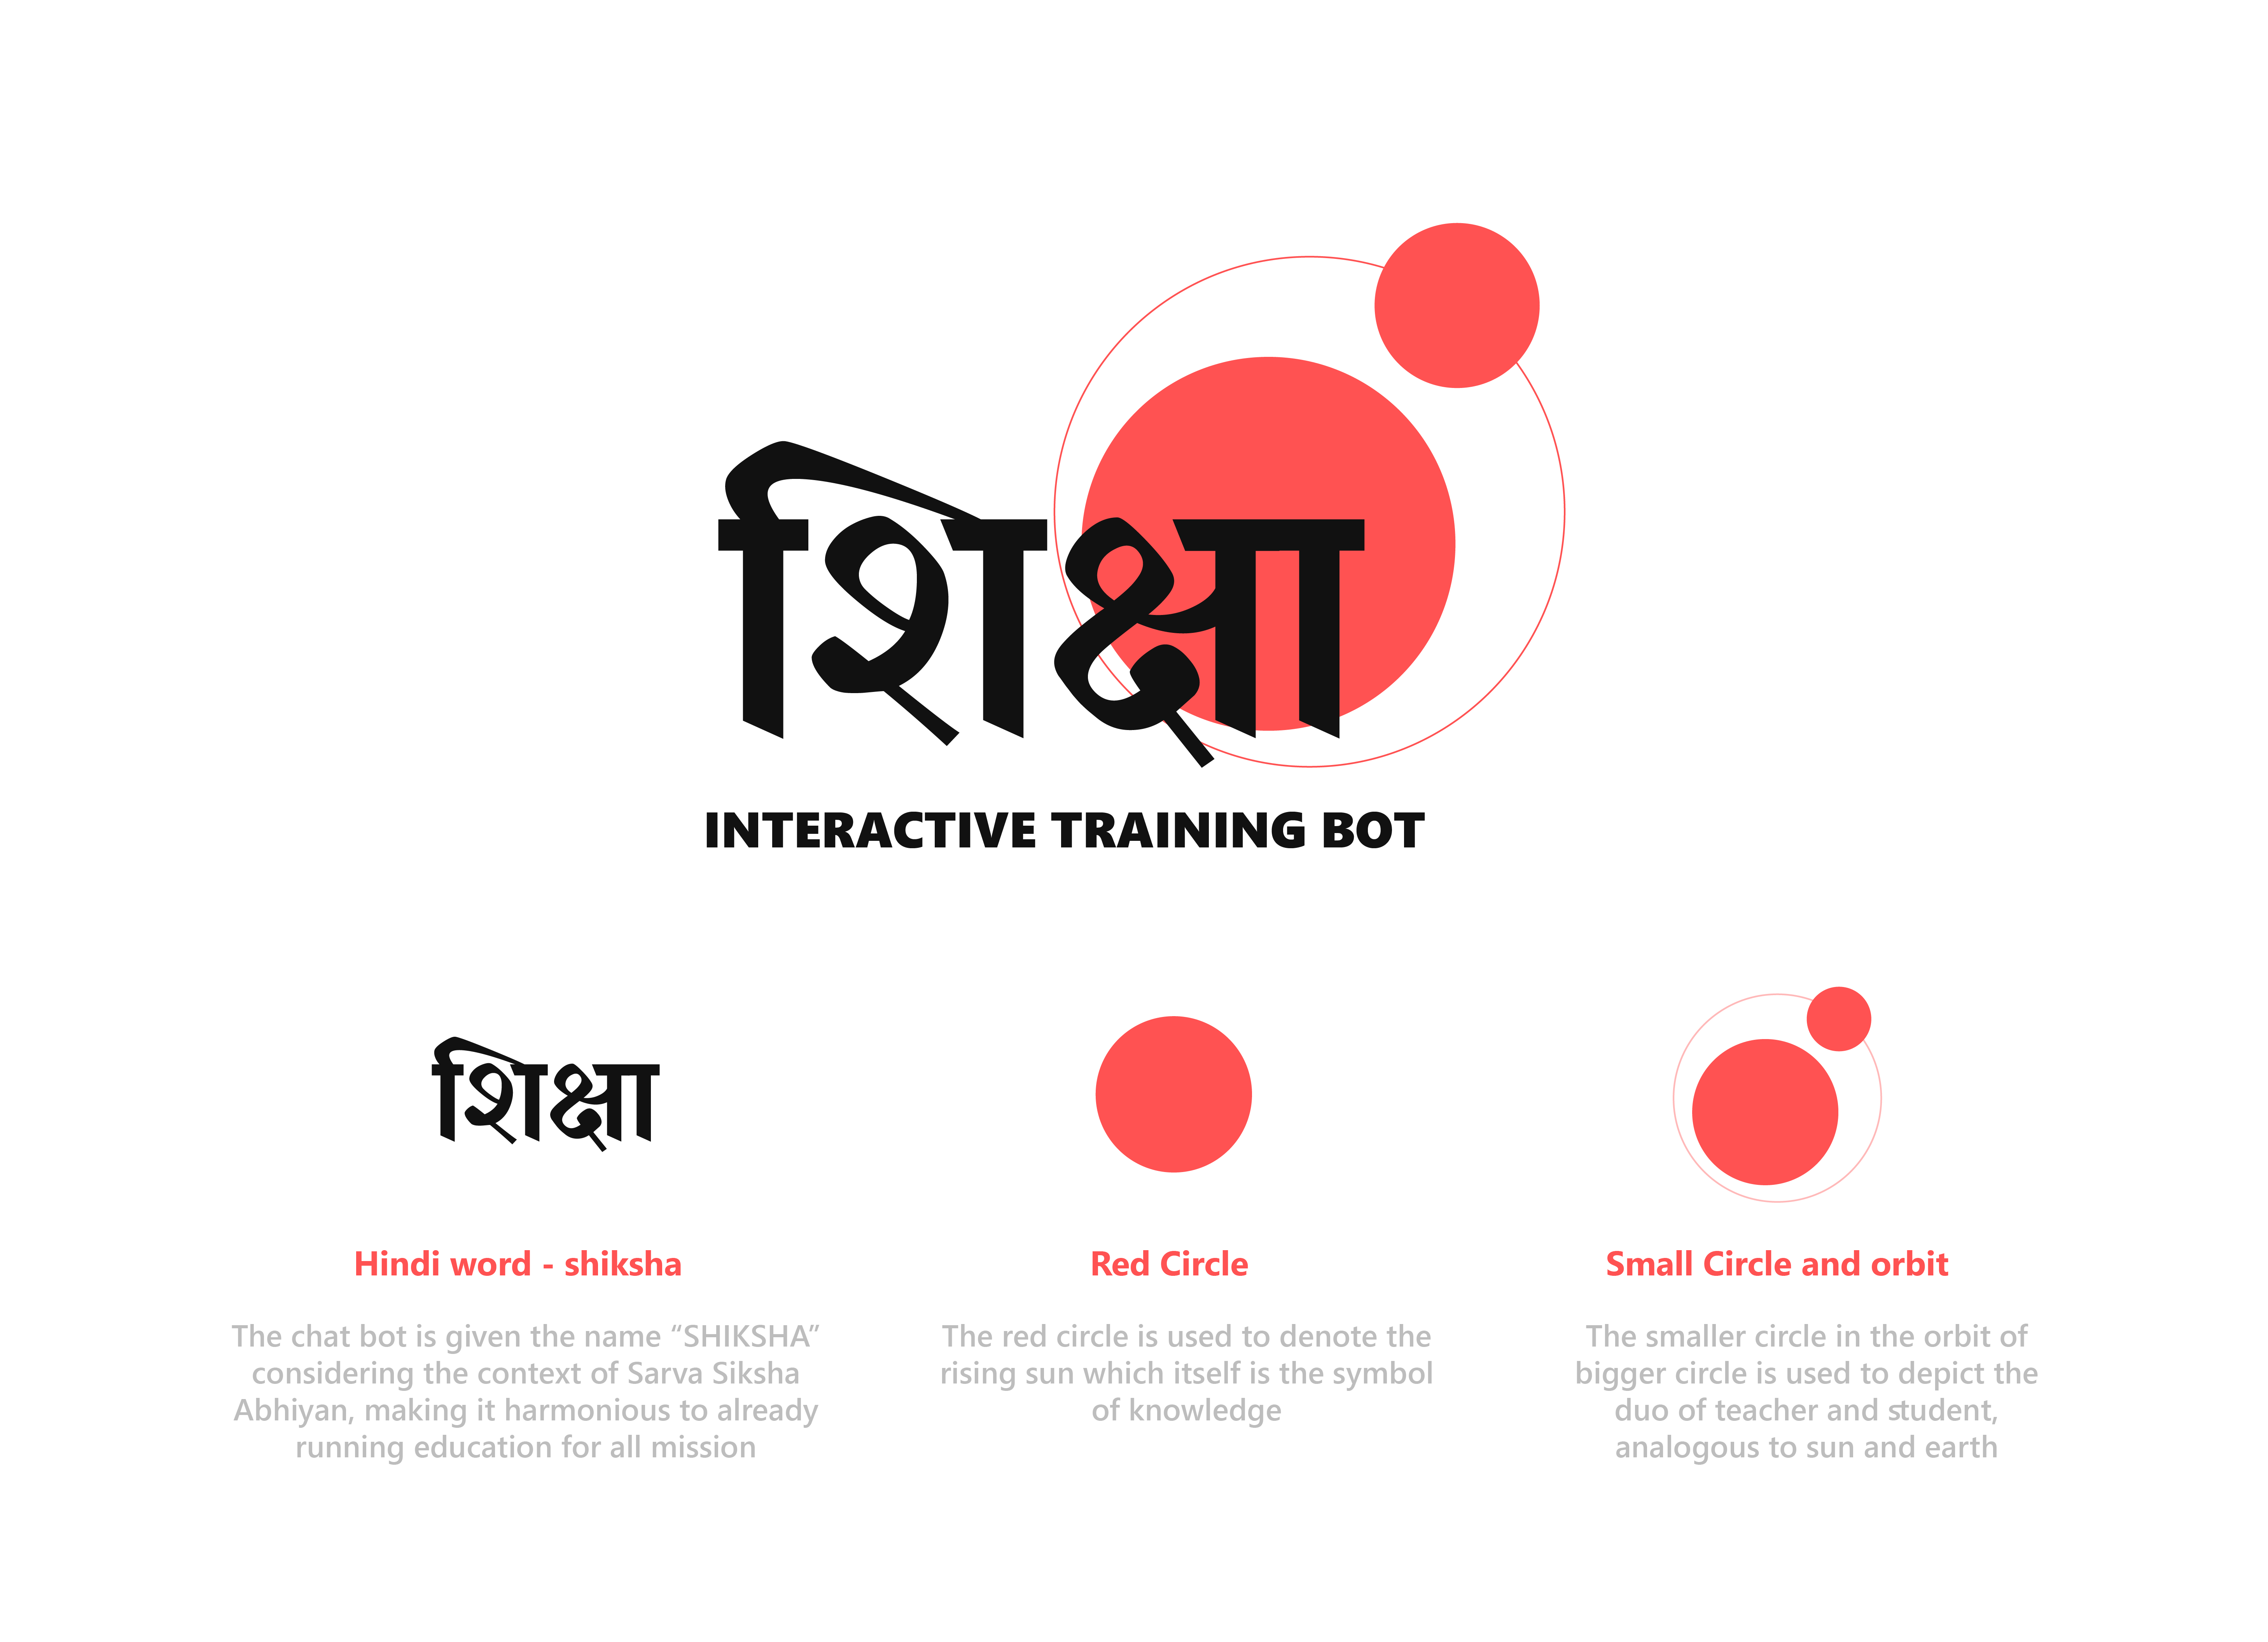 शिक्षा
INTERACTIVE TRAINING BOT
शिक्षा
Hindi word - shiksha
The chat bot is given the name “SHIKSHA”
considering the context of Sarva Siksha
Abhiyan, making it harmonious to already
running education for all mission
Red Circle
The red circle is used to denote the
rising sun which itself is the symbol
of knowledge
Small Circle and orbit
The smaller circle in the orbit of
bigger circle is used to depict the
duo of teacher and student,
analogous to sun and earth